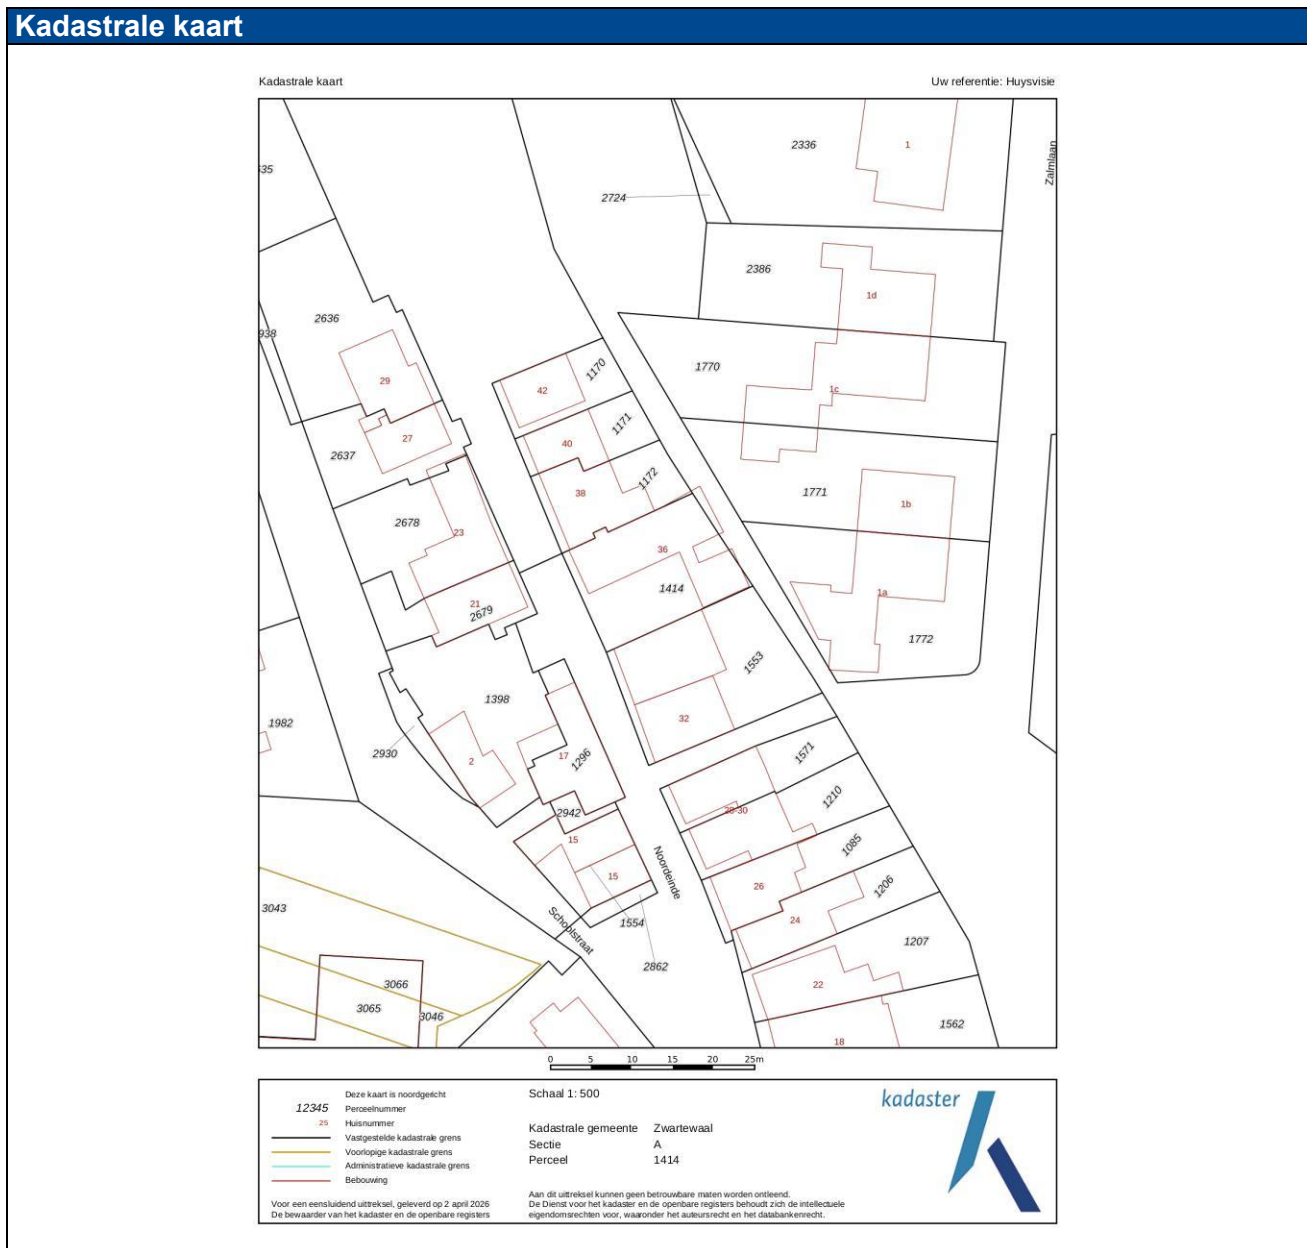 Kadastrale kaart
Kadastrale kaart
Uw referentie: Huysvisie
2336
1
Zalmlaan
35
2724
2386
1d
2636
938
1770
1170
42
29
1c
1171
40
27
2637
1172
38
1771
1b
2678
23
36
1414
1a
21
2679
1772
1553
1398
32
1982
2930
2
17
1296
1571
1210
28-30
2942
15
15
1085
Noordeinde
26
1206
24
3043
Schoolstraat
1554
1207
2862
22
3066
3065
3046
1562
18
0 5 10 15 20 25m
Deze kaart is noordgericht
12345 Perceelnummer
25 Huisnummer
Vastgestelde kadastrale grens
Voorlopige kadastrale grens
Administratieve kadastrale grens
Bebouwing
Voor een eensluidend uittreksel, geleverd op 2 april 2026
De bewaarder van het kadaster en de openbare registers
Schaal 1: 500
Kadastrale gemeente Zwartewaal
Sectie A
Perceel 1414
Aan dit uittreksel kunnen geen betrouwbare maten worden ontleend.
De Dienst voor het kadaster en de openbare registers behoudt zich de intellectuele
eigendomsrechten voor, waaronder het auteursrecht en het databankenrecht.
kadaster